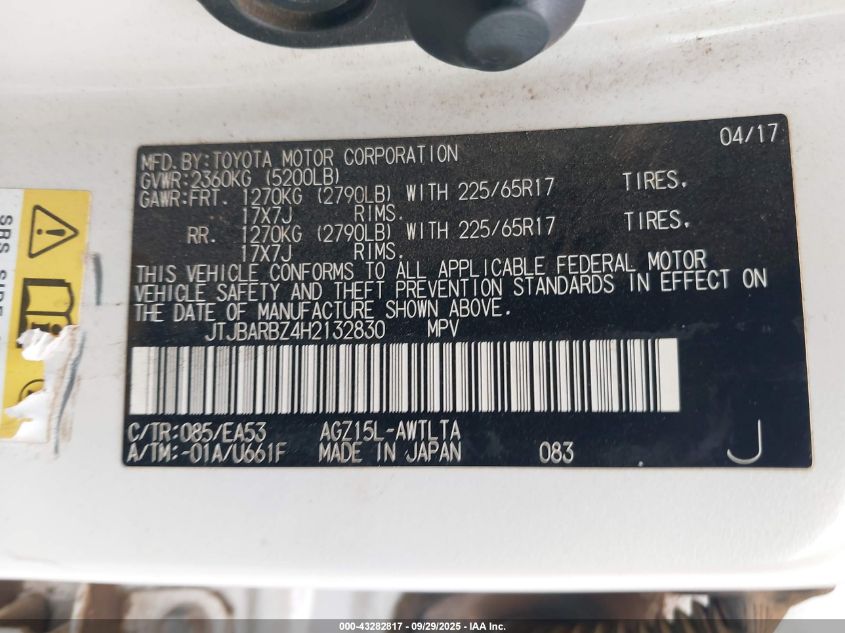 04/17
MFD.BY:TOYOTA MOTOR CORPORATION
GVWR:2360KG (5200LB)
GAWR:FRT. 1270KG (2790LB) WITH 225/65R17 TIRES.
17X7J RIMS.
RR. 1270KG (2790LB) WITH 225/65R17 TIRES.
17X7J RIMS.
THIS VEHICLE CONFORMS TO ALL APPLICABLE FEDERAL MOTOR
VEHICLE SAFETY AND THEFT PREVENTION STANDARDS IN EFFECT ON
THE DATE OF MANUFACTURE SHOWN ABOVE.
JTJBARBZ4H2132830 MPV
C/TR:085/EA53 AGZ15L-AWTLTA
A/TM:-01A/U661F MADE IN JAPAN 083 J
SRS SIDE
000-43282817 - 09/29/2025 - IAA Inc.